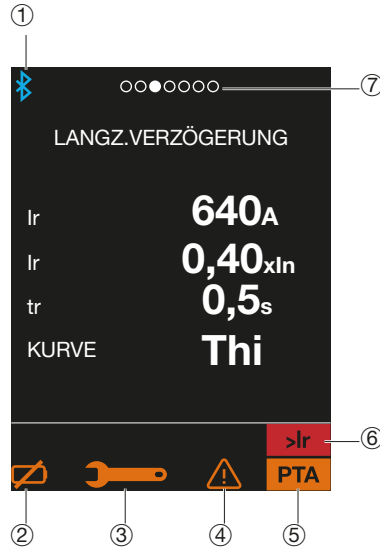 ①
⑦
LANGZ.VERZÖGERUNG
Ir 640A
Ir 0,40xIn
tr 0,5s
KURVE Thi
>Ir ⑥
PTA
② ③ ④ ⑤